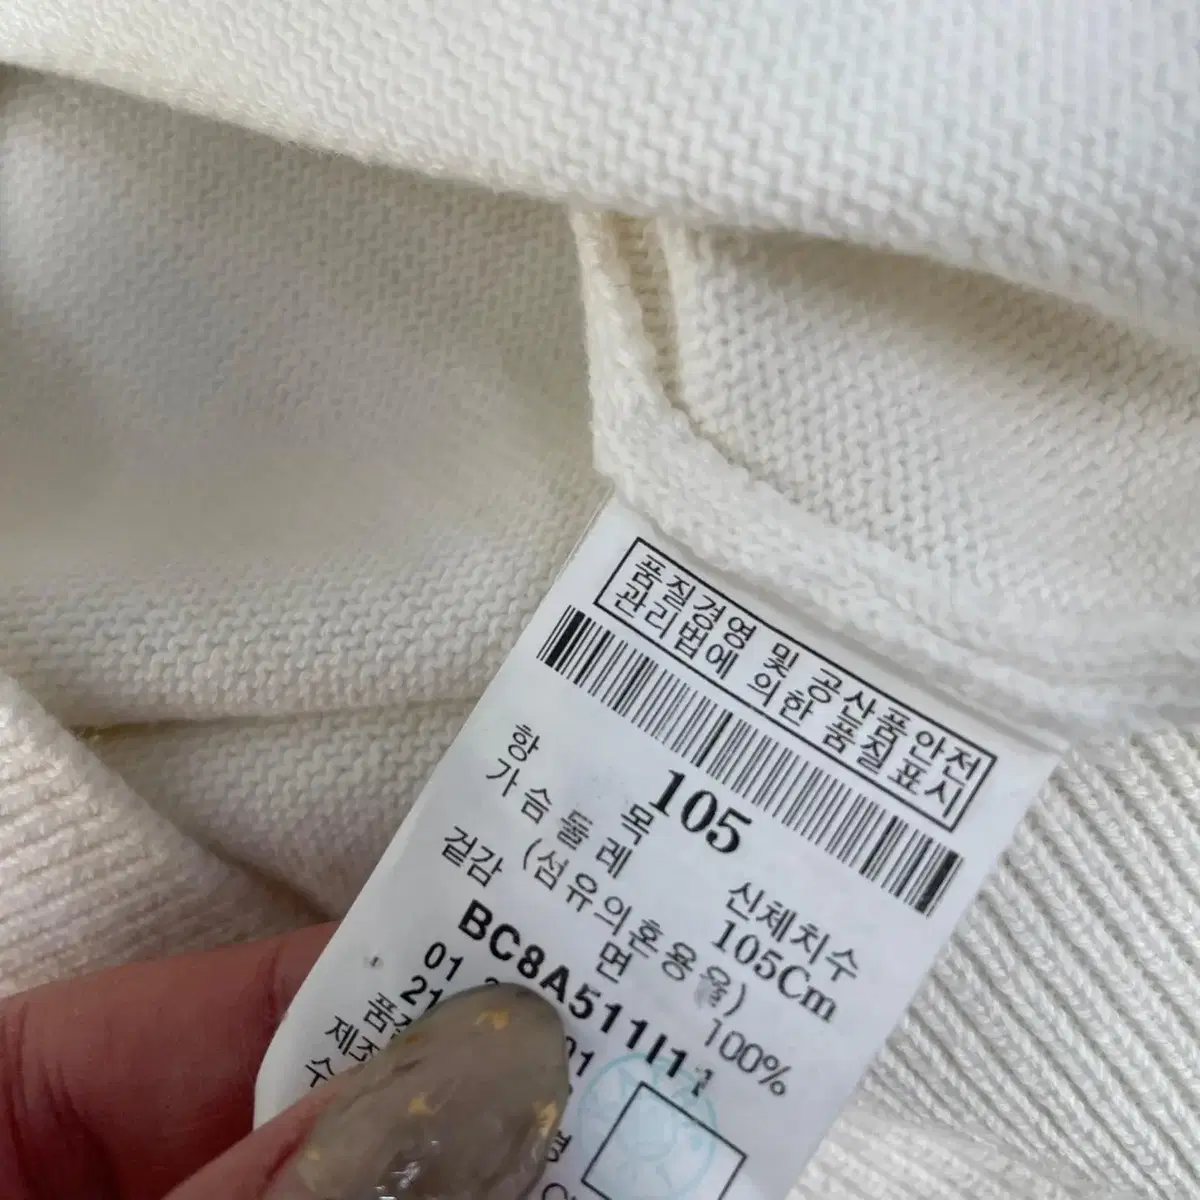 품질경영 및 공산품안전
관리법에 의한 품질표시
105
항 목 신체치수
가슴둘레 105Cm
(섬유의혼용율)
겉감 면 100%
BC8A511I11
01
21